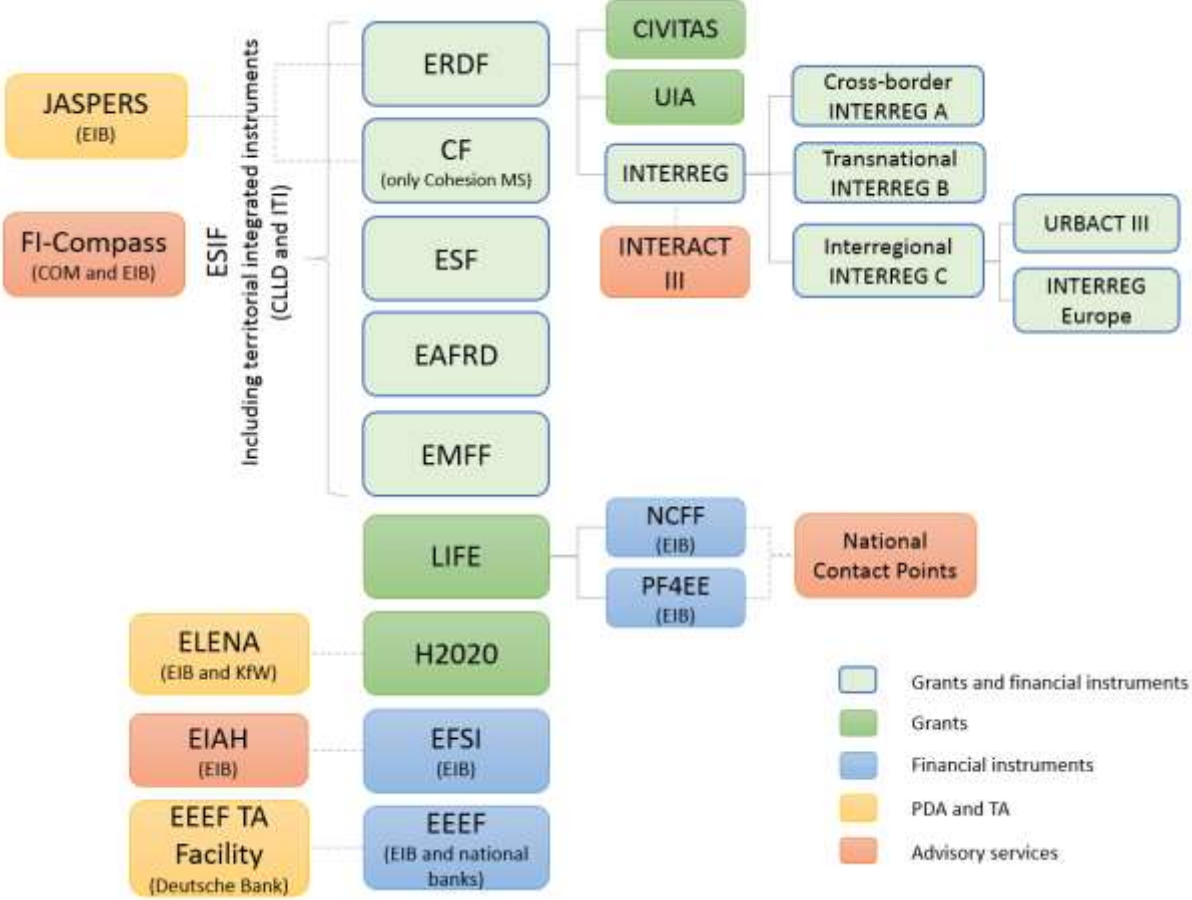 JASPERS
(EIB)
FI-Compass
(COM and EIB)
ESIF
Including territorial integrated instruments
(CLLD and ITI)
ERDF
CF
(only Cohesion MS)
ESF
EAFRD
EMFF
CIVITAS
UIA
INTERREG
INTERACT
III
Cross-border
INTERREG A
Transnational
INTERREG B
Interregional
INTERREG C
URBACT III
INTERREG
Europe
LIFE
NCFF
(EIB)
PF4EE
(EIB)
National
Contact Points
ELENA
(EIB and KfW)
H2020
EIAH
(EIB)
EFSI
(EIB)
EEEF TA
Facility
(Deutsche Bank)
EEEF
(EIB and national
banks)
Grants and financial instruments
Grants
Financial instruments
PDA and TA
Advisory services